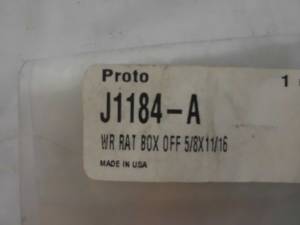 Proto 1
J1184-A
WR RAT BOX OFF 5/8X11/16
MADE IN USA